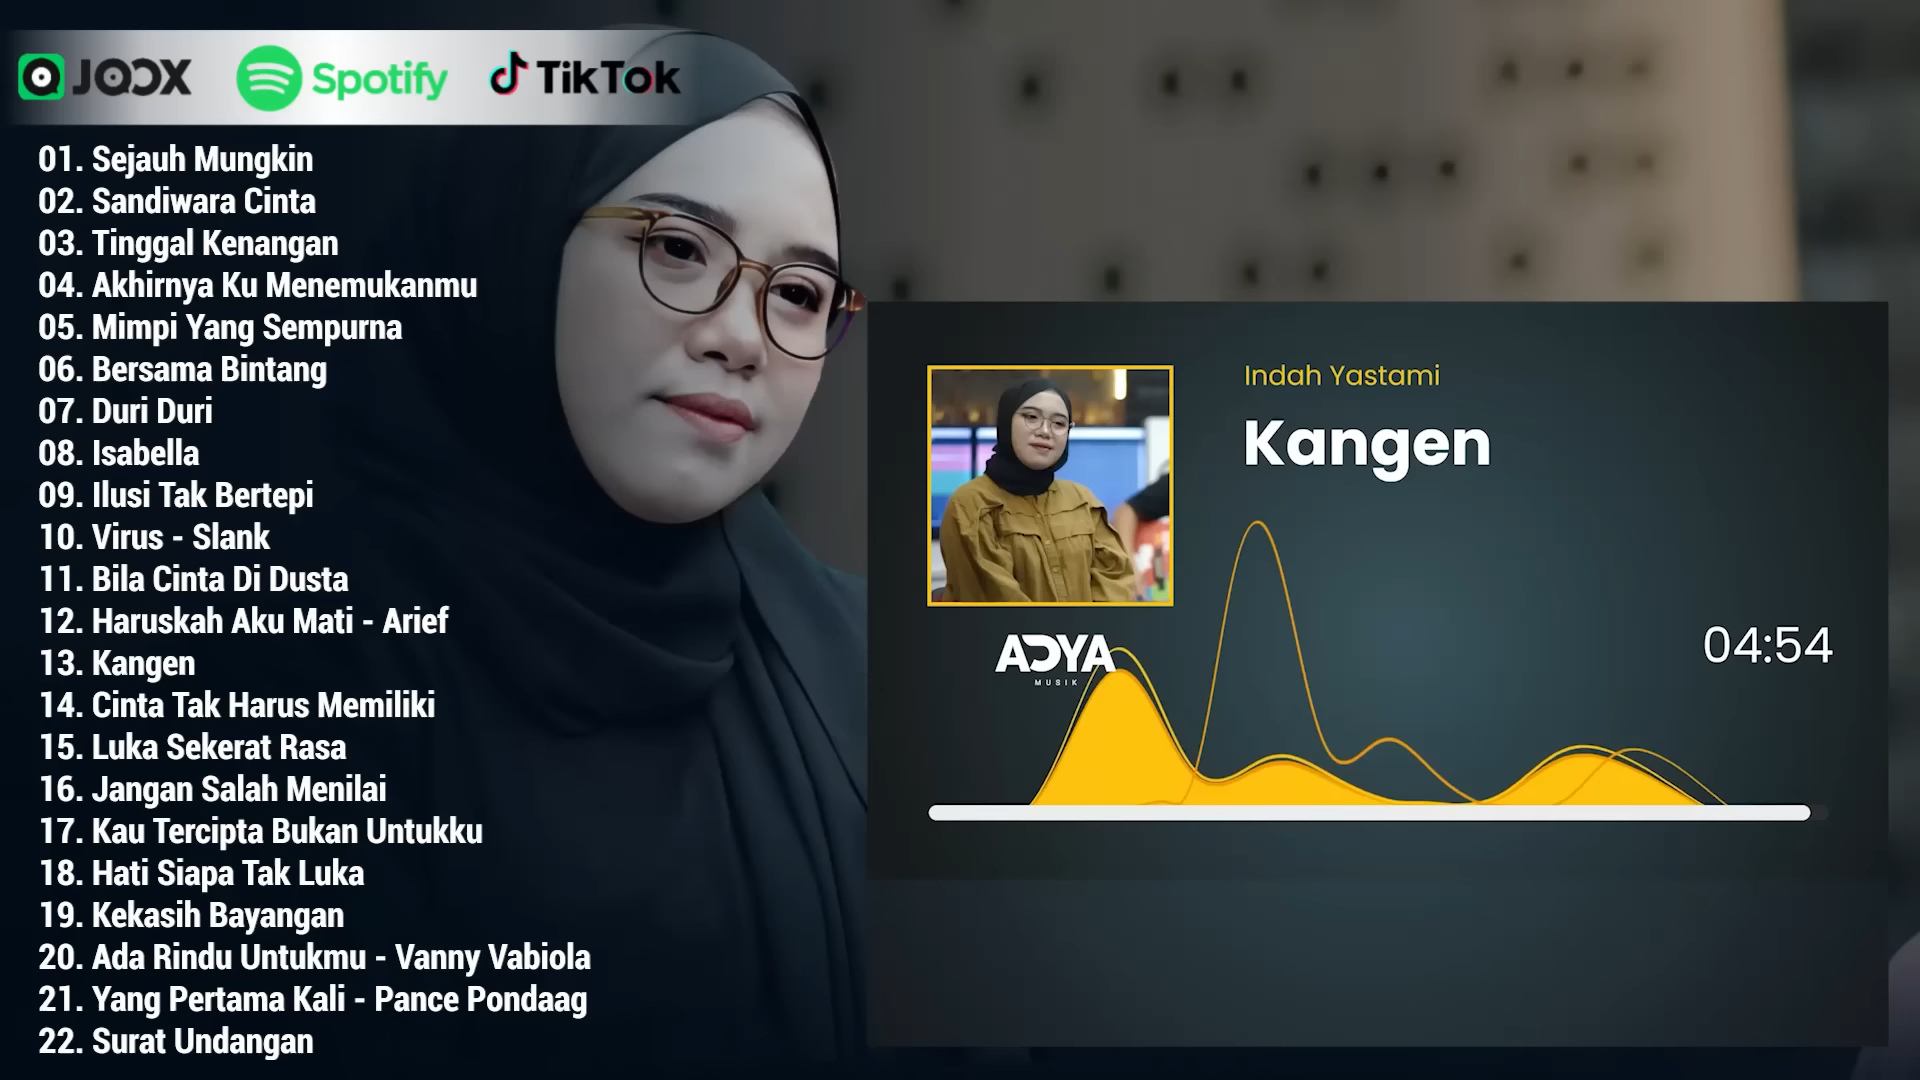 JOOX Spotify TikTok
01. Sejauh Mungkin
02. Sandiwara Cinta
03. Tinggal Kenangan
04. Akhirnya Ku Menemukanmu
05. Mimpi Yang Sempurna
06. Bersama Bintang
07. Duri Duri
08. Isabella
09. Ilusi Tak Bertepi
10. Virus - Slank
11. Bila Cinta Di Dusta
12. Haruskah Aku Mati - Arief
13. Kangen
14. Cinta Tak Harus Memiliki
15. Luka Sekerat Rasa
16. Jangan Salah Menilai
17. Kau Tercipta Bukan Untukku
18. Hati Siapa Tak Luka
19. Kekasih Bayangan
20. Ada Rindu Untukmu - Vanny Vabiola
21. Yang Pertama Kali - Pance Pondaag
22. Surat Undangan
Indah Yastami
Kangen
ADYA
MUSIK
04:54